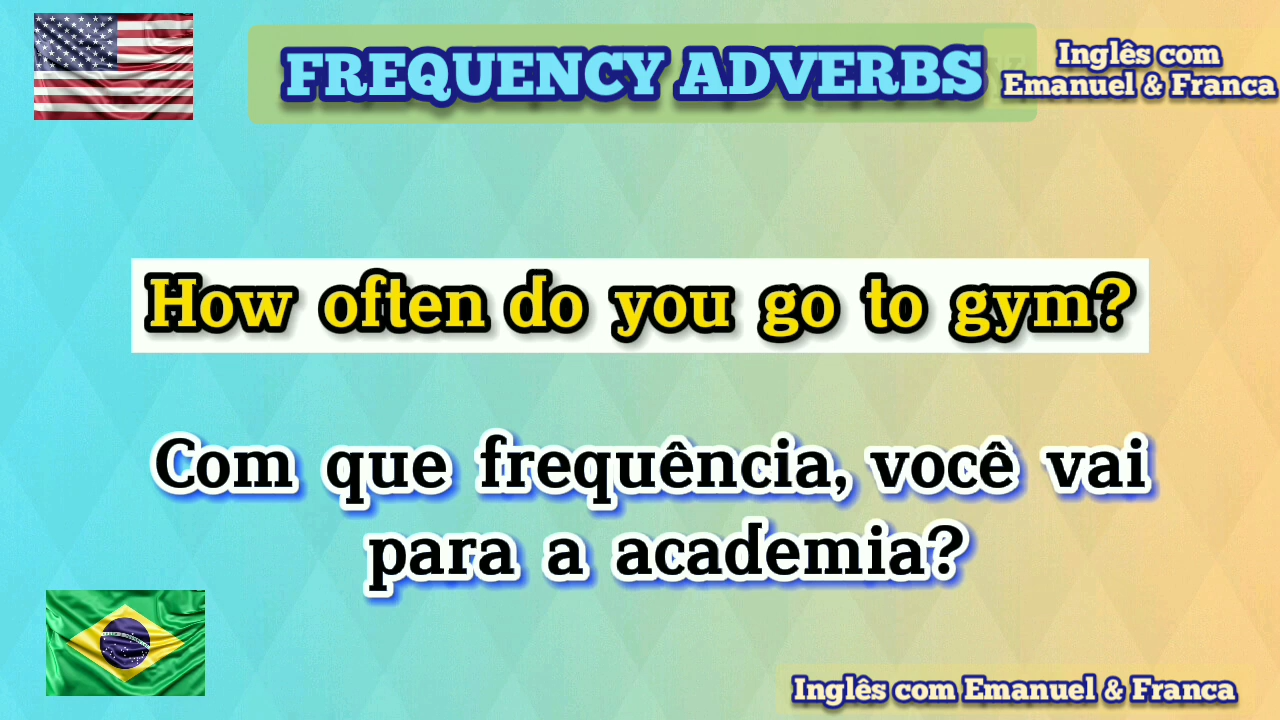 FREQUENCY ADVERBS
Inglês com
Emanuel & Franca
How often do you go to gym?
Com que frequência, você vai
para a academia?
Inglês com Emanuel & Franca